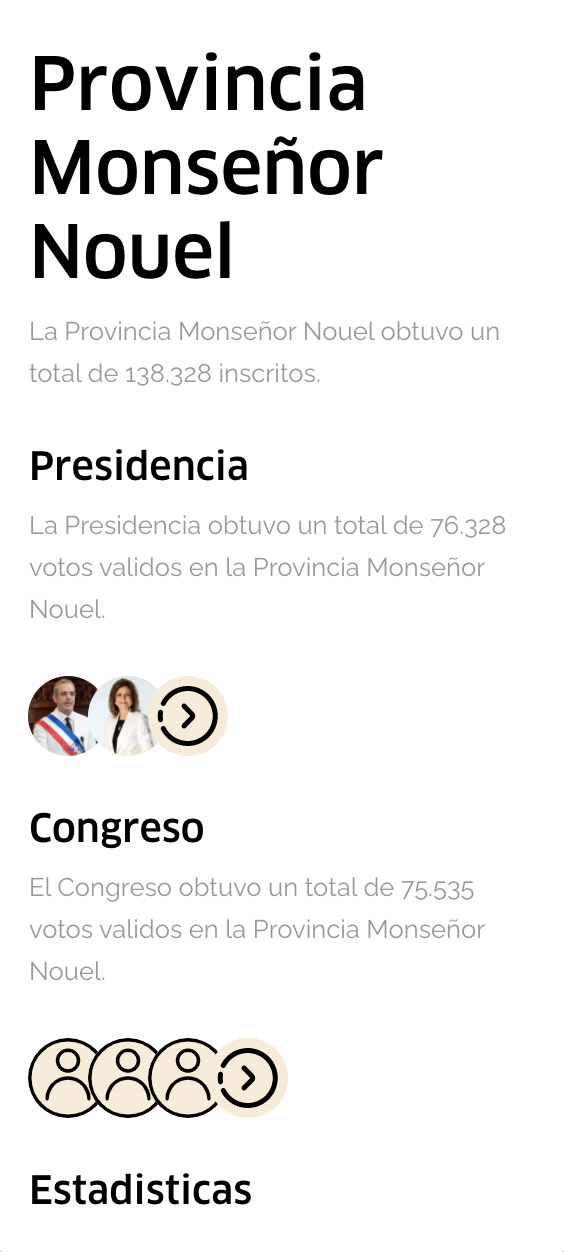 Provincia
Monseñor
Nouel
La Provincia Monseñor Nouel obtuvo un
total de 138.328 inscritos.
Presidencia
La Presidencia obtuvo un total de 76.328
votos validos en la Provincia Monseñor
Nouel.
Congreso
El Congreso obtuvo un total de 75.535
votos validos en la Provincia Monseñor
Nouel.
Estadisticas